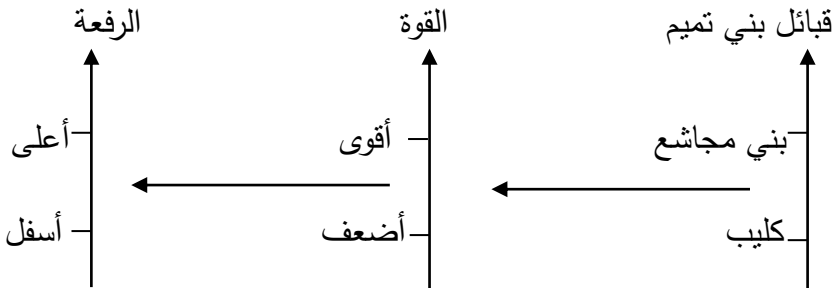 قبائل بني تميم القوة الرفعة
بني مجاشع أقوى أعلى
كليب أضعف أسفل